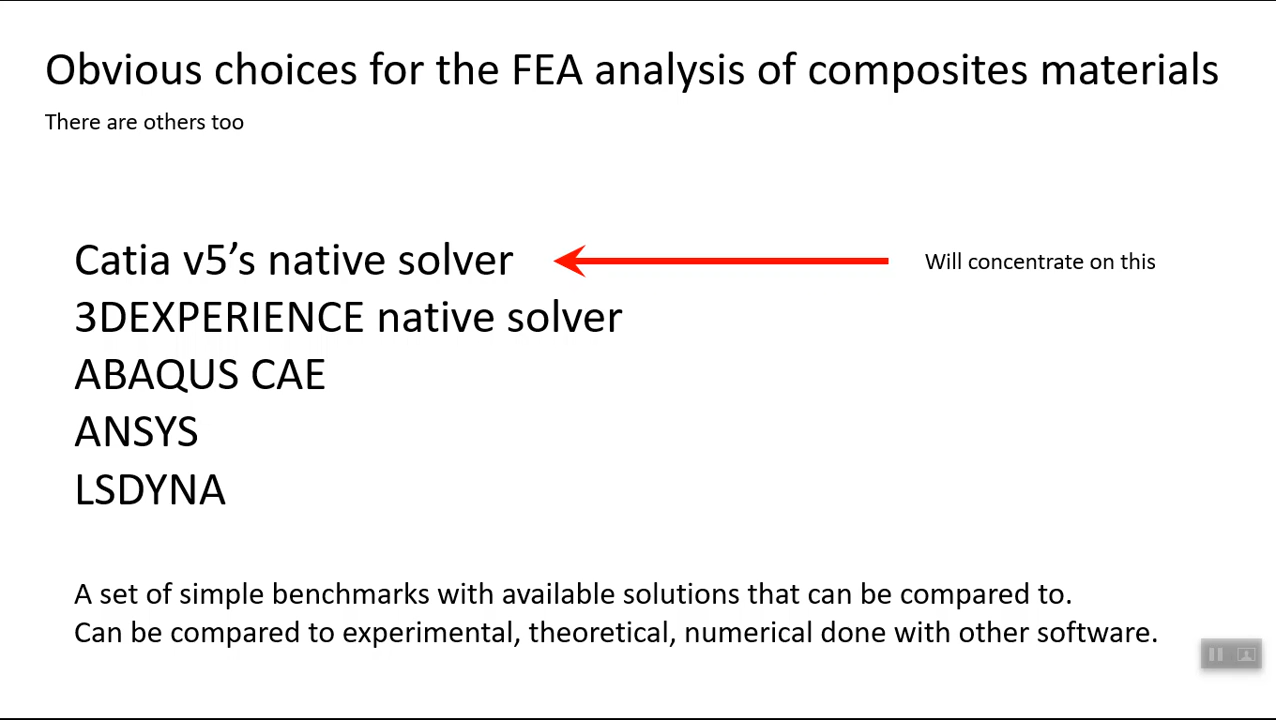 Obvious choices for the FEA analysis of composites materials
There are others too
Catia v5’s native solver
Will concentrate on this
3DEXPERIENCE native solver
ABAQUS CAE
ANSYS
LSDYNA
A set of simple benchmarks with available solutions that can be compared to.
Can be compared to experimental, theoretical, numerical done with other software.